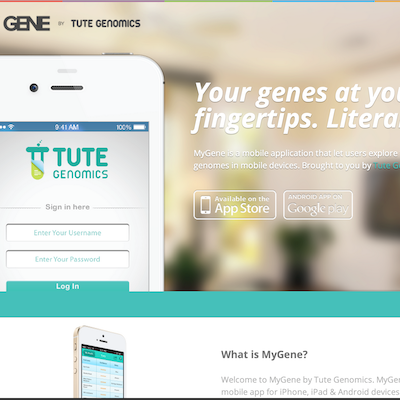 GENE BY TUTE GENOMICS
Your genes at you
fingertips. Litera
MyGene is a mobile application that let users explore
genomes in mobile devices. Brought to you by Tute Ge
Available on the
App Store
ANDROID APP ON
Google play
9:41 AM 100%
TUTE
GENOMICS
Sign in here
Enter Your Username
Enter Your Password
Log In
What is MyGene?
Welcome to MyGene by Tute Genomics. MyGen
mobile app for iPhone, iPad & Android devices